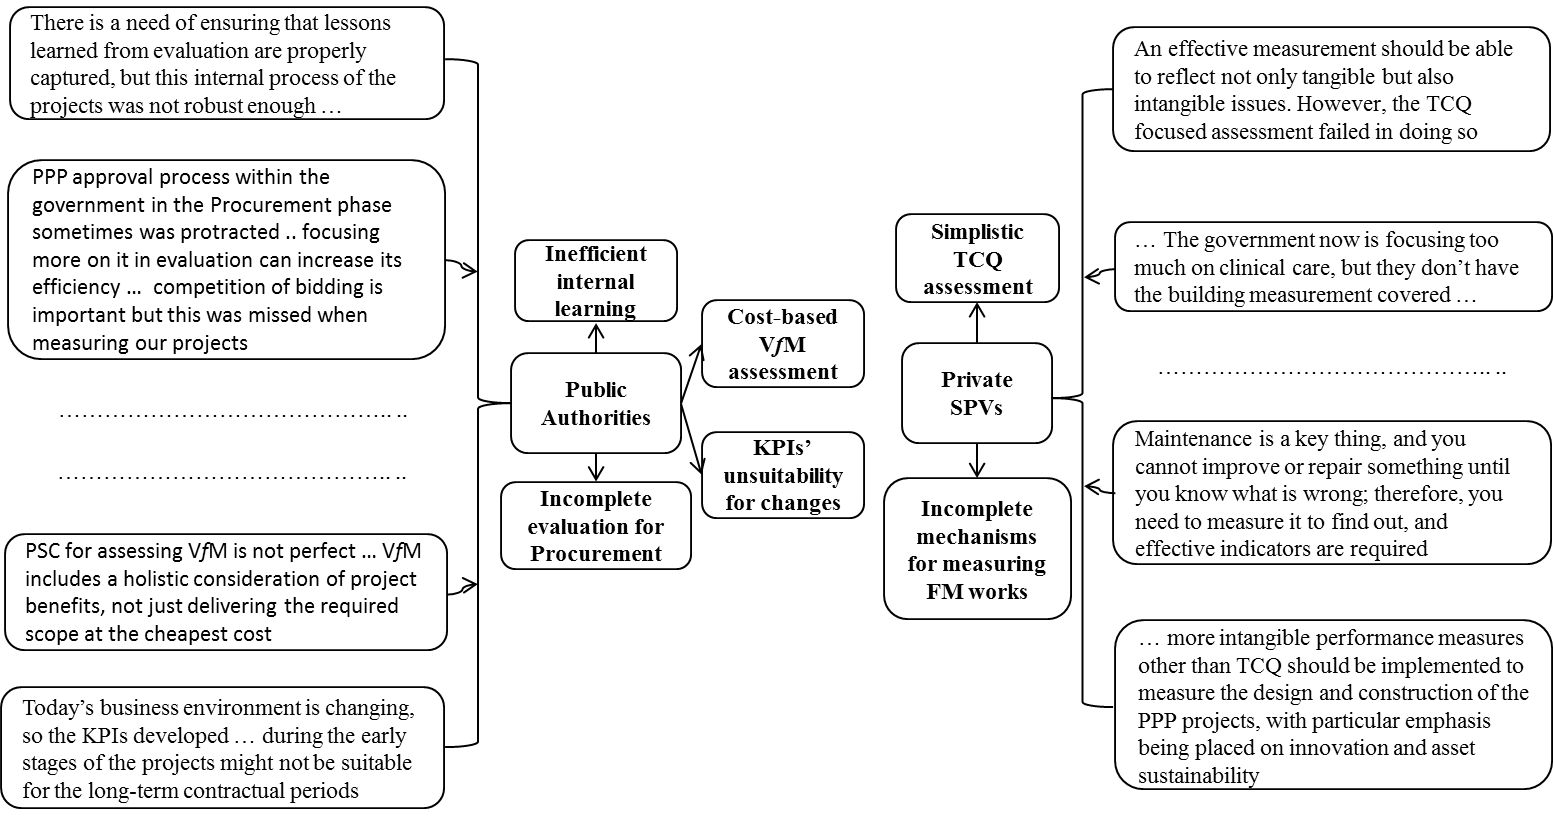 There is a need of ensuring that lessons
learned from evaluation are properly
captured, but this internal process of the
projects was not robust enough …
PPP approval process within the
government in the Procurement phase
sometimes was protracted .. focusing
more on it in evaluation can increase its
efficiency … competition of bidding is
important but this was missed when
measuring our projects
…………………………………….. ..
…………………………………….. ..
PSC for assessing VfM is not perfect … VfM
includes a holistic consideration of project
benefits, not just delivering the required
scope at the cheapest cost
Today’s business environment is changing,
so the KPIs developed … during the early
stages of the projects might not be suitable
for the long-term contractual periods
Inefficient
internal
learning
Cost-based
VfM
assessment
Public
Authorities
KPIs’
unsuitability
for changes
Incomplete
evaluation for
Procurement
Simplistic
TCQ
assessment
Private
SPVs
Incomplete
mechanisms
for measuring
FM works
An effective measurement should be able
to reflect not only tangible but also
intangible issues. However, the TCQ
focused assessment failed in doing so
… The government now is focusing too
much on clinical care, but they don’t have
the building measurement covered …
…………………………………….. ..
Maintenance is a key thing, and you
cannot improve or repair something until
you know what is wrong; therefore, you
need to measure it to find out, and
effective indicators are required
… more intangible performance measures
other than TCQ should be implemented to
measure the design and construction of the
PPP projects, with particular emphasis
being placed on innovation and asset
sustainability